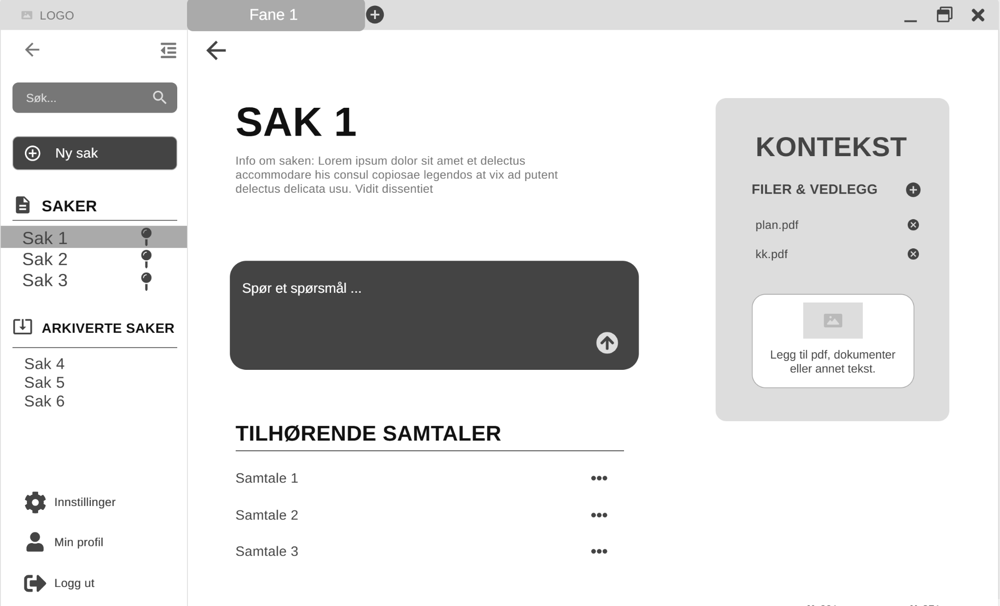 LOGO
Fane 1
Søk...
Ny sak
SAKER
Sak 1
Sak 2
Sak 3
ARKIVERTE SAKER
Sak 4
Sak 5
Sak 6
Innstillinger
Min profil
Logg ut
SAK 1
Info om saken: Lorem ipsum dolor sit amet et delectus
accommodare his consul copiosae legendos at vix ad putent
delectus delicata usu. Vidit dissentiet
Spør et spørsmål ...
TILHØRENDE SAMTALER
Samtale 1
Samtale 2
Samtale 3
KONTEKST
FILER & VEDLEGG
plan.pdf
kk.pdf
Legg til pdf, dokumenter
eller annet tekst.